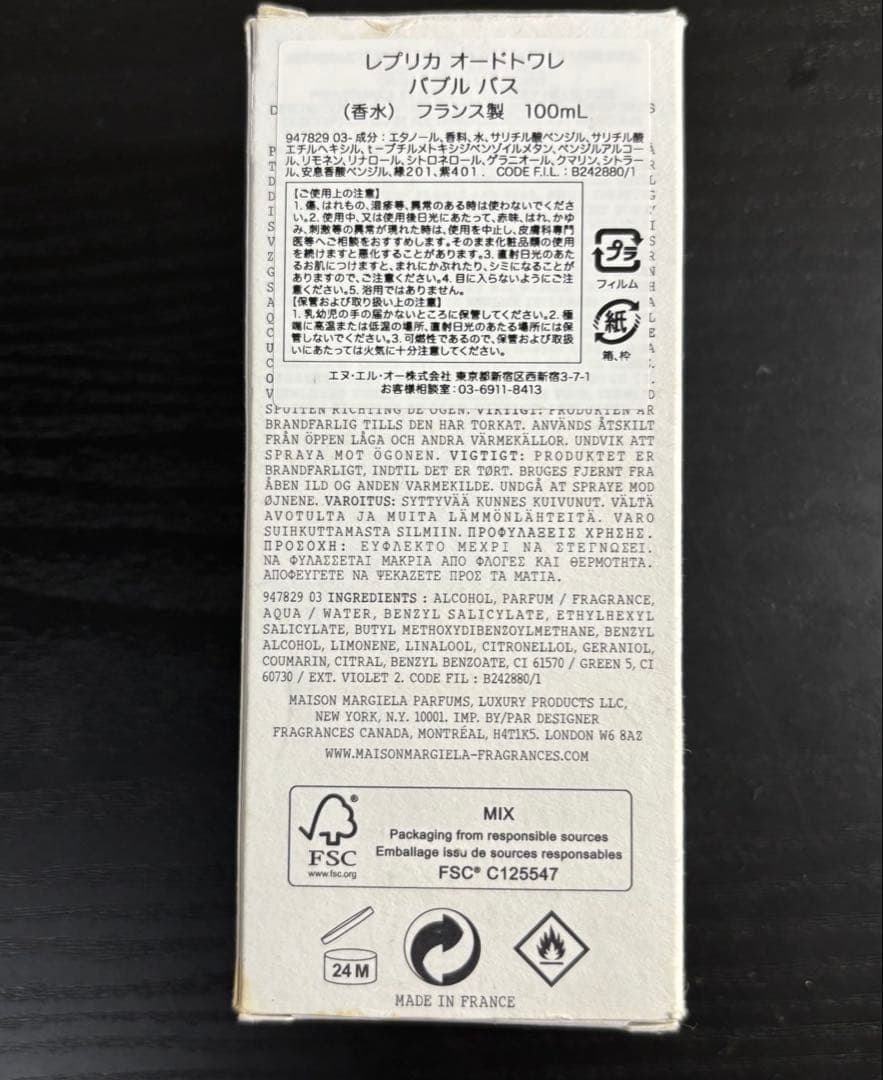 レプリカ オードトワレ
バブル バス
（香水） フランス製 100mL
947829 03- 成分：エタノール、香料、水、サリチル酸ベンジル、サリチル酸
エチルヘキシル、t－ブチルメトキシジベンゾイルメタン、ベンジルアルコー
ル、リモネン、リナロール、シトロネロール、ゲラニオール、クマリン、シトラー
ル、安息香酸ベンジル、緑201、紫401． CODE F.I.L.：B242880/1
【ご使用上の注意】
1. 傷、はれもの、湿疹等、異常のある時は使わないでくださ
い。2. 使用中、又は使用後日光にあたって、赤味、はれ、かゆ
み、刺激等の異常が現れた時は、使用を中止し、皮膚科専門
医等へご相談をおすすめします。そのまま化粧品類の使用
を続けますと悪化することがあります。3. 直射日光のあた
るお肌につけますと、まれにかぶれたり、シミになることが
ありますので、ご注意ください。4. 目に入らないようにご注
意ください。5. 浴用ではありません。
【保管および取り扱い上の注意】
1. 乳幼児の手の届かないところに保管してください。2. 極
端に高温または低温の場所、直射日光のあたる場所には保
管しないでください。3. 可燃性であるので、保管および取扱
いにあたっては火気に十分注意してください。
プラ
フィルム
紙
箱、枠
エヌ・エル・オー株式会社 東京都新宿区西新宿3-7-1
お客様相談室：03-6911-8413
SPUITEN RICHTING DE OGEN. VIKTIGT: PRODUKTEN ÄR
BRANDFARLIG TILLS DEN HAR TORKAT. ANVÄNDS ÅTSKILT
FRÅN ÖPPEN LÅGA OCH ANDRA VÄRMEKÄLLOR. UNDVIK ATT
SPRAYA MOT ÖGONEN. VIGTIGT: PRODUKTET ER
BRANDFARLIGT, INDTIL DET ER TØRT. BRUGES FJERNT FRA
ÅBEN ILD OG ANDEN VARMEKILDE. UNDGÅ AT SPRAYE MOD
ØJNENE. VAROITUS: SYTTYVÄÄ KUNNES KUIVUNUT. VÄLTÄ
AVOTULTA JA MUITA LÄMMÖNLÄHTEITÄ. VARO
SUIHKUTTAMASTA SILMIIN. ΠΡΟΦΥΛΑΞΕΙΣ ΧΡΗΣΗΣ.
ΠΡΟΣΟΧΗ: ΕΥΦΛΕΚΤΟ ΜΕΧΡΙ ΝΑ ΣΤΕΓΝΩΣΕΙ.
ΝΑ ΦΥΛΑΣΣΕΤΑΙ ΜΑΚΡΙΑ ΑΠΟ ΦΛΟΓΕΣ ΚΑΙ ΘΕΡΜΟΤΗΤΑ.
ΑΠΟΦΕΥΓΕΤΕ ΝΑ ΨΕΚΑΖΕΤΕ ΠΡΟΣ ΤΑ ΜΑΤΙΑ.
947829 03 INGREDIENTS : ALCOHOL, PARFUM / FRAGRANCE,
AQUA / WATER, BENZYL SALICYLATE, ETHYLHEXYL
SALICYLATE, BUTYL METHOXYDIBENZOYLMETHANE, BENZYL
ALCOHOL, LIMONENE, LINALOOL, CITRONELLOL, GERANIOL,
COUMARIN, CITRAL, BENZYL BENZOATE, CI 61570 / GREEN 5, CI
60730 / EXT. VIOLET 2. CODE FIL : B242880/1
MAISON MARGIELA PARFUMS, LUXURY PRODUCTS LLC,
NEW YORK, N.Y. 10001. IMP. BY/PAR DESIGNER
FRAGRANCES CANADA, MONTRÉAL, H4T1K5. LONDON W6 8AZ
WWW.MAISONMARGIELA-FRAGRANCES.COM
MIX
Packaging from responsible sources
Emballage issu de sources responsables
FSC® C125547
FSC
www.fsc.org
24 M
MADE IN FRANCE